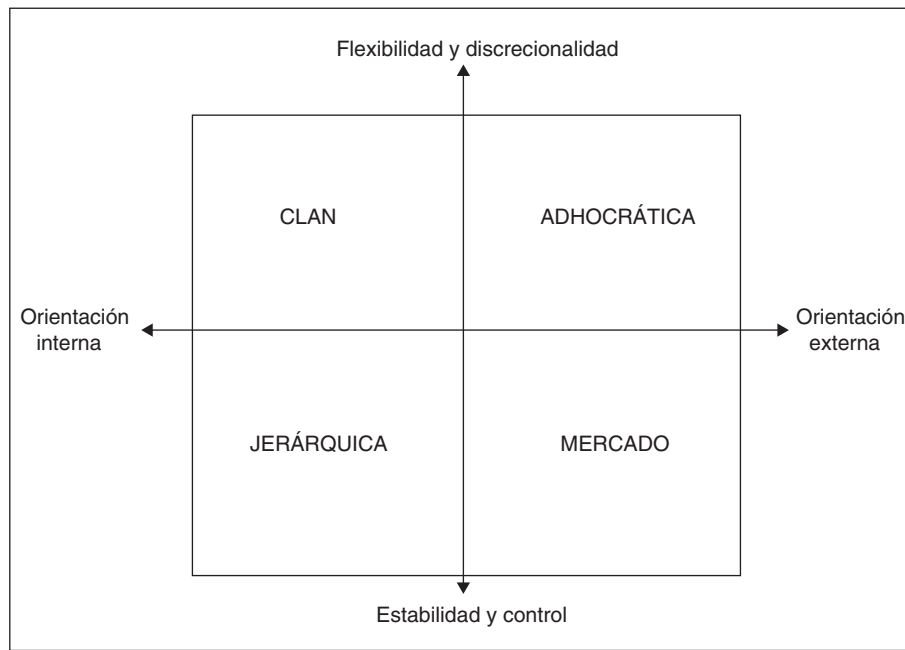 Flexibilidad y discrecionalidad
CLAN
ADHOCRÁTICA
Orientación
interna
Orientación
externa
JERÁRQUICA
MERCADO
Estabilidad y control